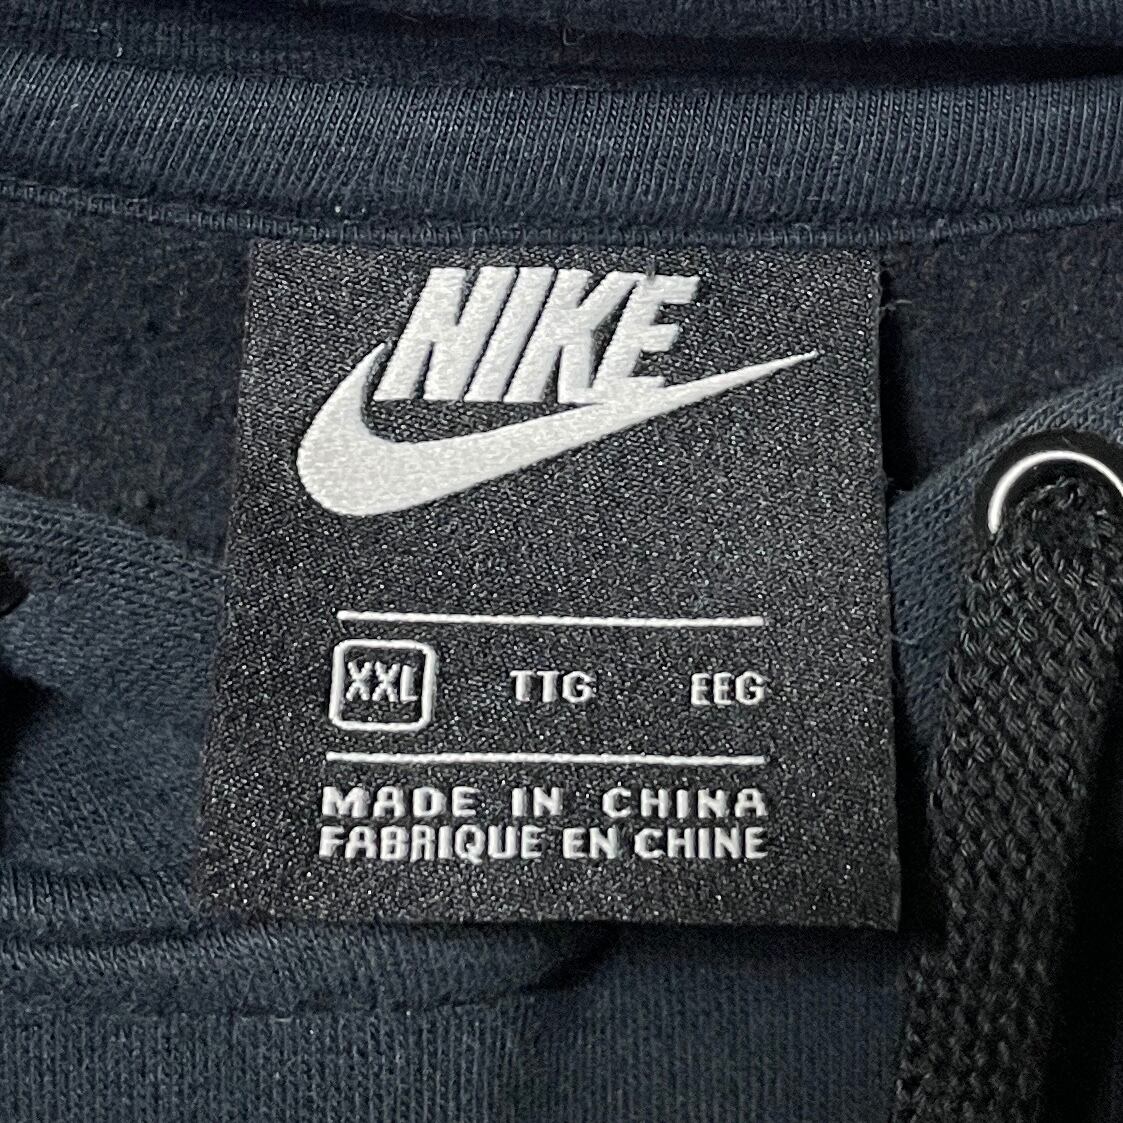 NIKE
XXL TTG EEG
MADE IN CHINA
FABRIQUE EN CHINE